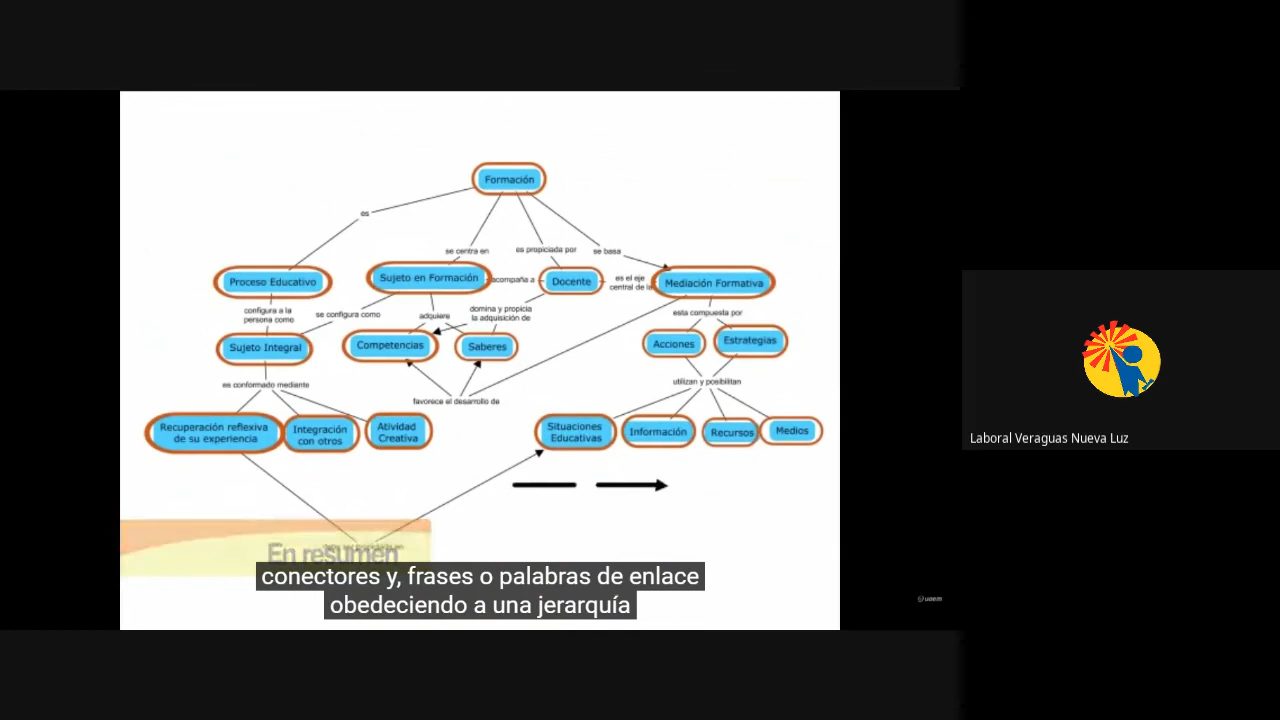 Formación
es
se centra en
es propiciada por
se basa
Proceso Educativo
Sujeto en Formación
acompaña a
Docente
es el eje
central de la
Mediación Formativa
configura a la
persona como
se configura como
adquiere
domina y propicia
la adquisición de
esta compuesta por
Sujeto Integral
Competencias
Saberes
Acciones
Estrategias
es conformado mediante
favorece el desarrollo de
utilizan y posibilitan
Recuperación reflexiva
de su experiencia
Integración
con otros
Atividad
Creativa
Situaciones
Educativas
Información
Recursos
Medios
Laboral Veraguas Nueva Luz
En resumen
conectores y, frases o palabras de enlace
obedeciendo a una jerarquía
uaem